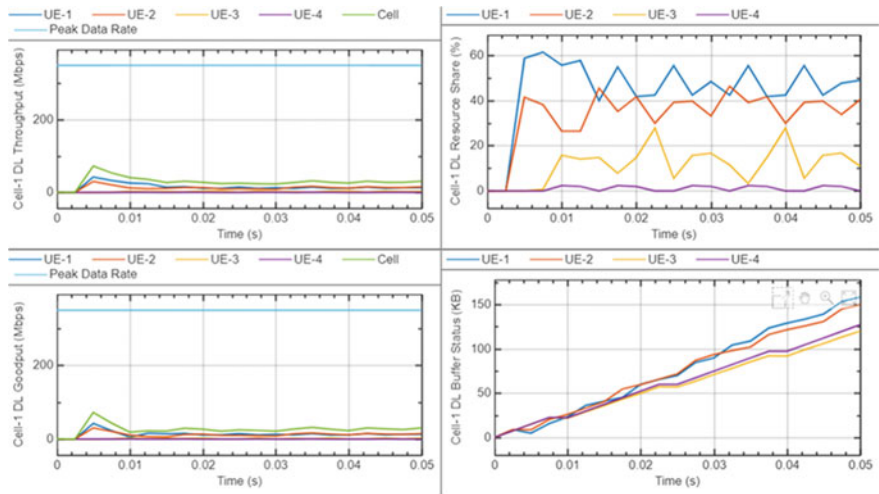 UE-1 UE-2 UE-3 UE-4 Cell
Peak Data Rate
Cell-1 DL Throughput (Mbps)
200
0
0 0.01 0.02 0.03 0.04 0.05
Time (s)
UE-1 UE-2 UE-3 UE-4
Cell-1 DL Resource Share (%)
60
40
20
0
0 0.01 0.02 0.03 0.04 0.05
Time (s)
UE-1 UE-2 UE-3 UE-4 Cell
Peak Data Rate
Cell-1 DL Goodput (Mbps)
200
0
0 0.01 0.02 0.03 0.04 0.05
Time (s)
UE-1 UE-2 UE-3 UE-4
Cell-1 DL Buffer Status (KB)
150
100
50
0
0 0.01 0.02 0.03 0.04 0.05
Time (s)